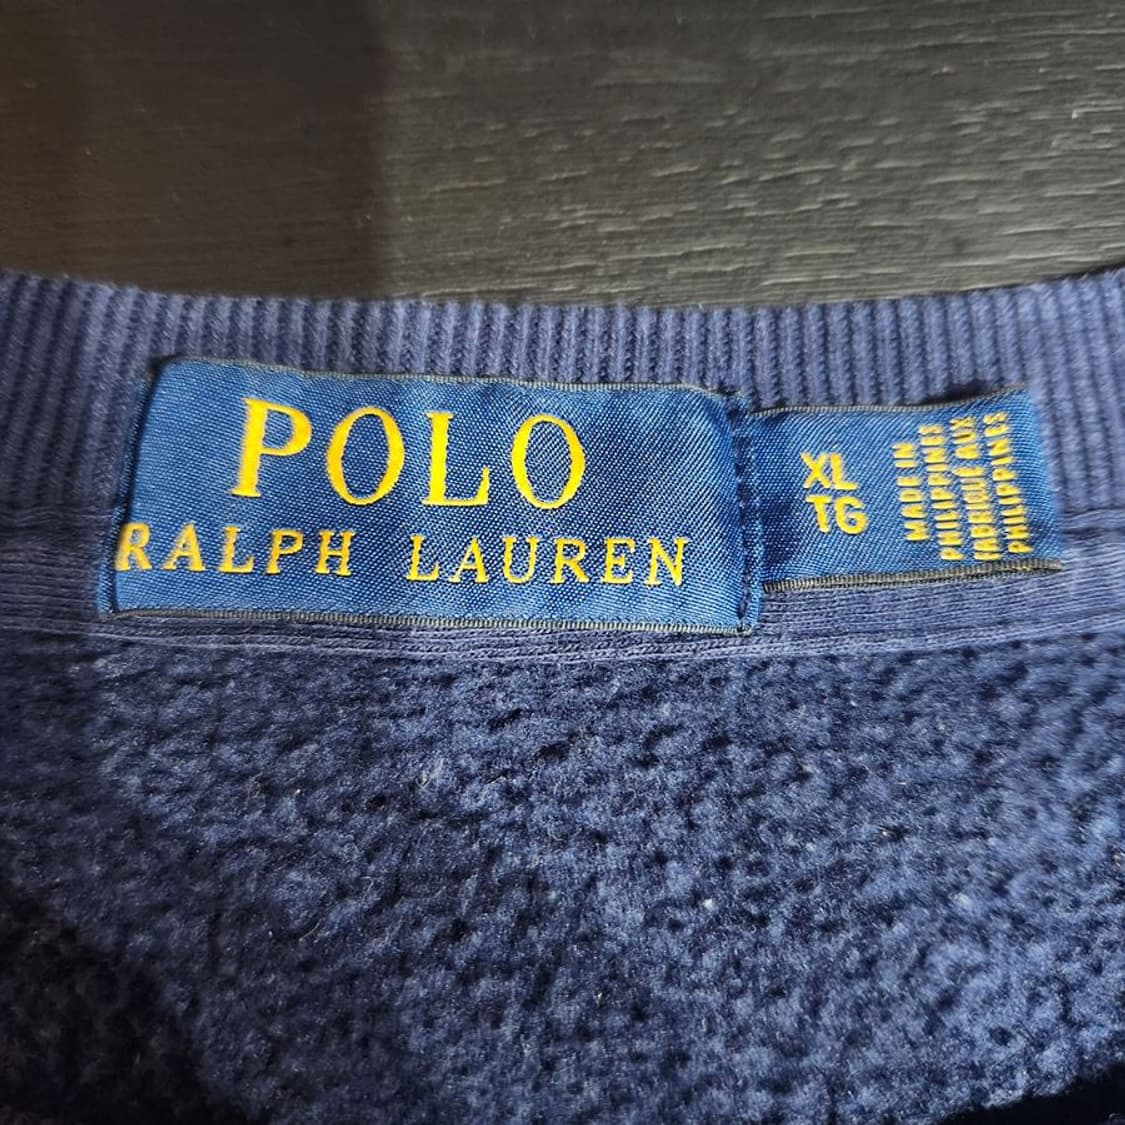 POLO
RALPH LAUREN
XL
TG
MADE IN
PHILIPPINES
FABRIQUÉ AUX
PHILIPPINES